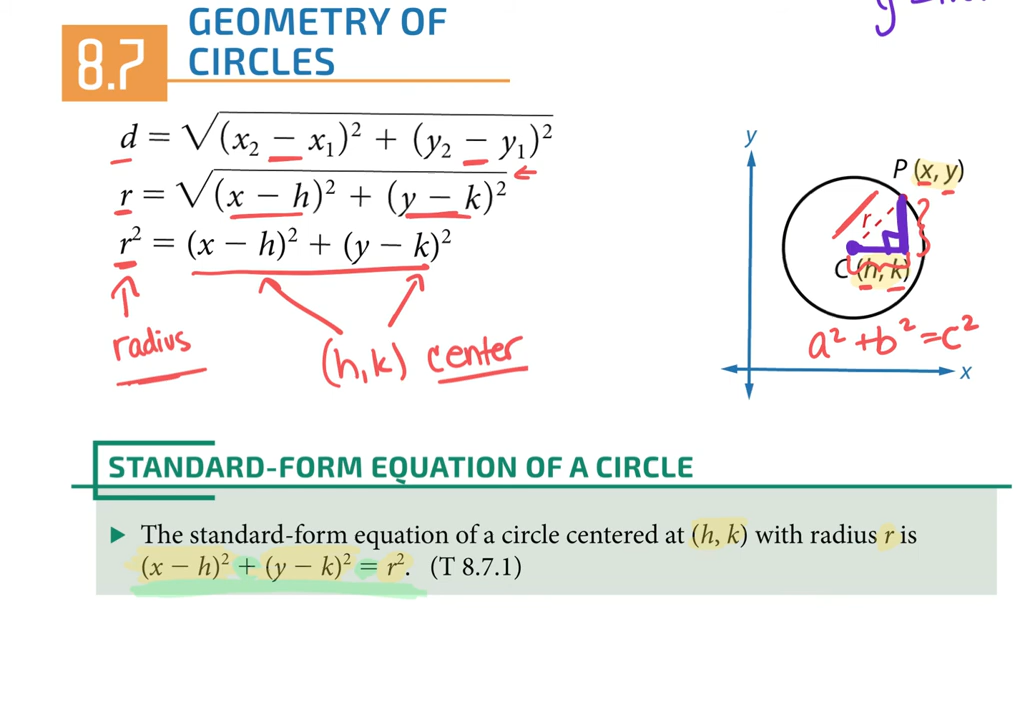 GEOMETRY OF
8.7 CIRCLES
d = √(x₂ − x₁)² + (y₂ − y₁)²
r = √(x − h)² + (y − k)²
r² = (x − h)² + (y − k)²
radius
(h,k) center
y
P (x, y)
r
C (h, k)
a² + b² = c²
x
STANDARD-FORM EQUATION OF A CIRCLE
▶ The standard-form equation of a circle centered at (h, k) with radius r is
(x − h)² + (y − k)² = r². (T 8.7.1)